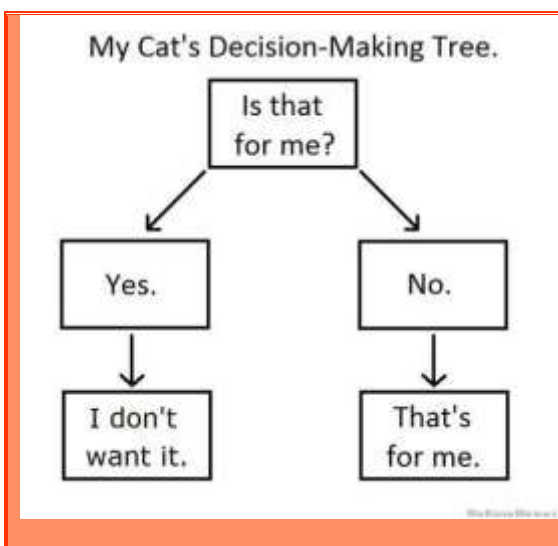 My Cat's Decision-Making Tree.
Is that
for me?
Yes.
No.
I don't
want it.
That's
for me.